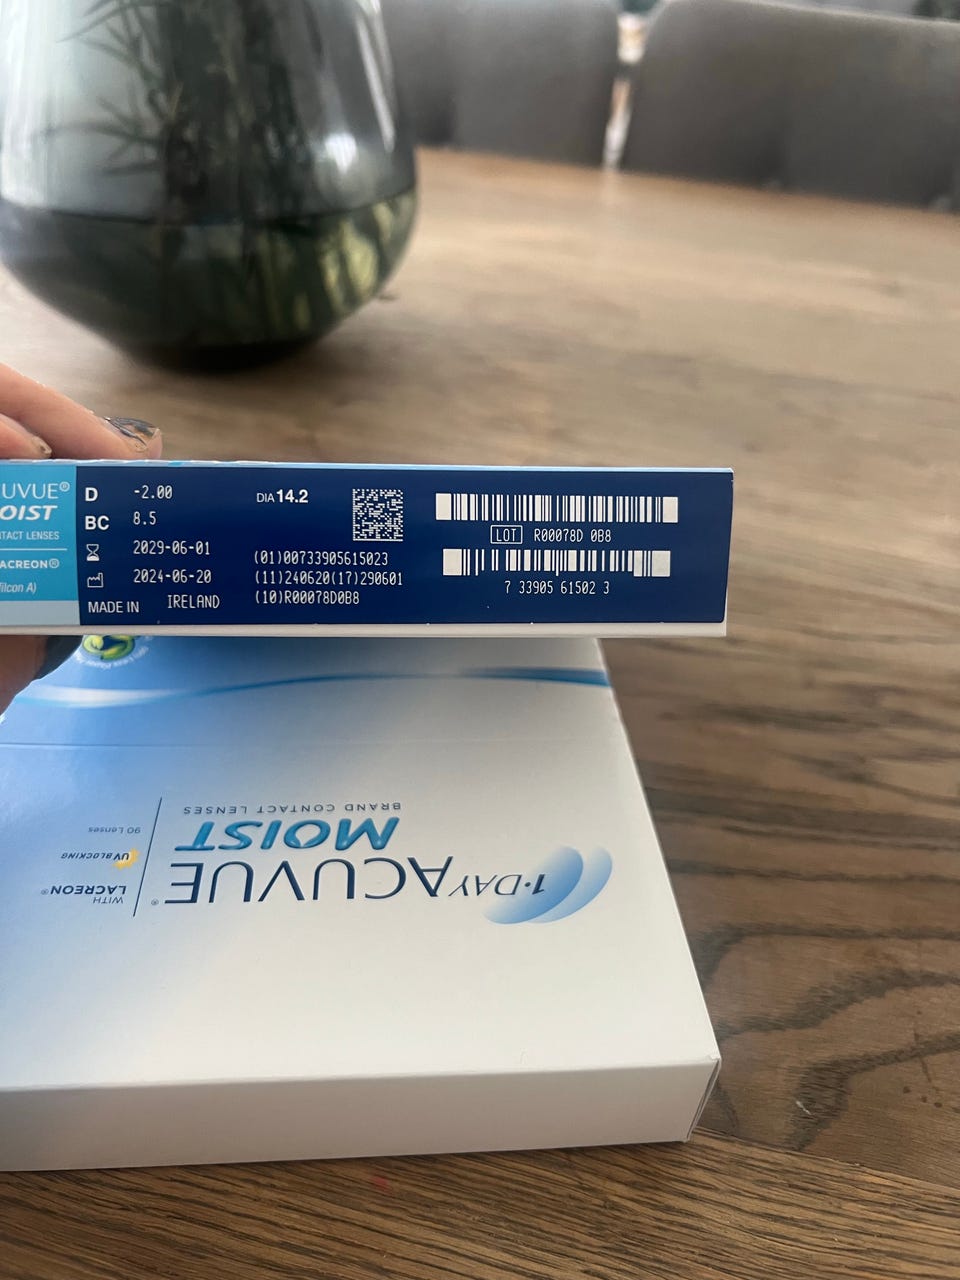 UVUE®
OIST
TACT LENSES
ACREON®
filcon A)
D -2.00
BC 8.5
2029-06-01
2024-06-20
MADE IN IRELAND
DIA 14.2
(01)00733905615023
(11)240620(17)290601
(10)R00078D0B8
LOT R00078D 0B8
7 33905 61502 3
1·DAY ACUVUE®
MOIST
BRAND CONTACT LENSES
WITH
LACREON®
UV BLOCKING
90 Lenses